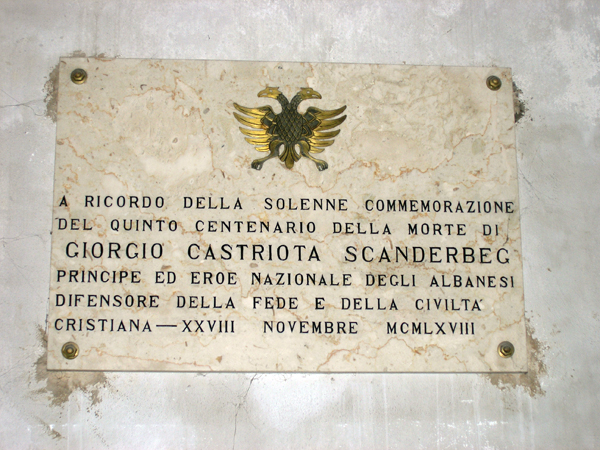 A RICORDO DELLA SOLENNE COMMEMORAZIONE
DEL QUINTO CENTENARIO DELLA MORTE DI
GIORGIO CASTRIOTA SCANDERBEG
PRINCIPE ED EROE NAZIONALE DEGLI ALBANESI
DIFENSORE DELLA FEDE E DELLA CIVILTÀ
CRISTIANA — XXVIII NOVEMBRE MCMLXVIII